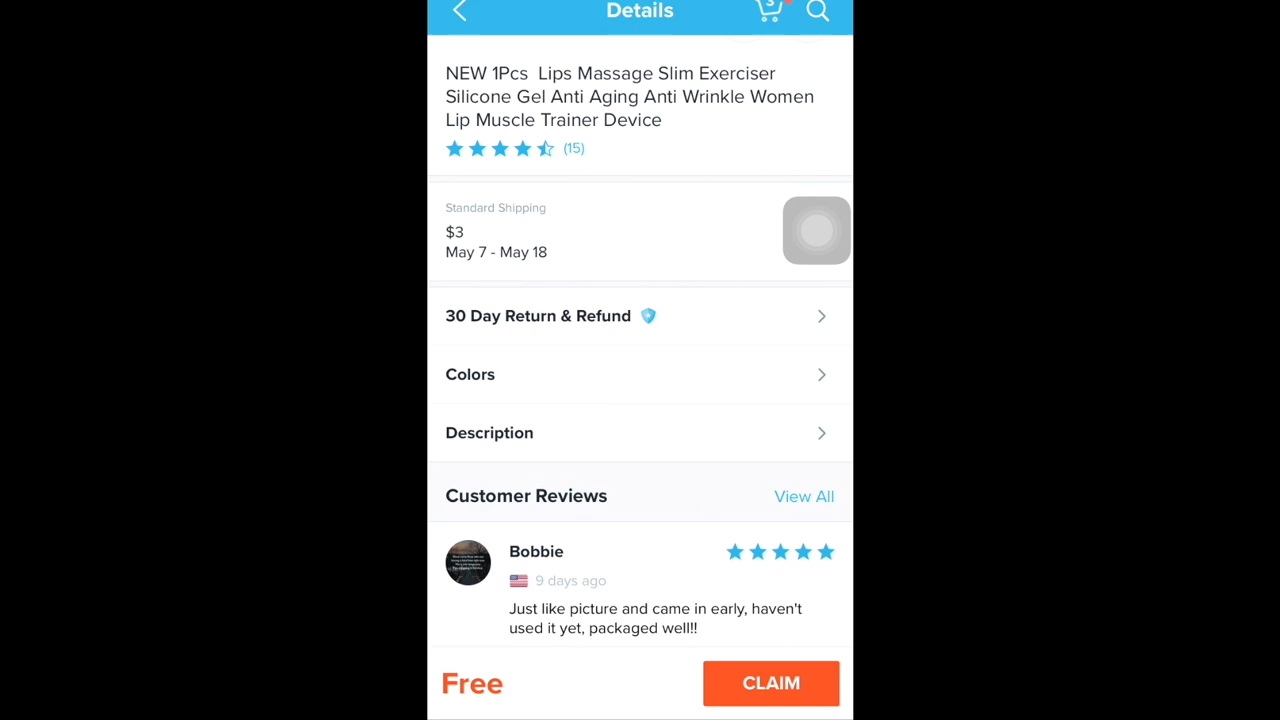 Details
3
NEW 1Pcs  Lips Massage Slim Exerciser
Silicone Gel Anti Aging Anti Wrinkle Women
Lip Muscle Trainer Device
(15)
Standard Shipping
$3
May 7 - May 18
30 Day Return & Refund
Colors
Description
Customer Reviews
View All
Bobbie
9 days ago
Just like picture and came in early, haven't
used it yet, packaged well!!
Free
CLAIM